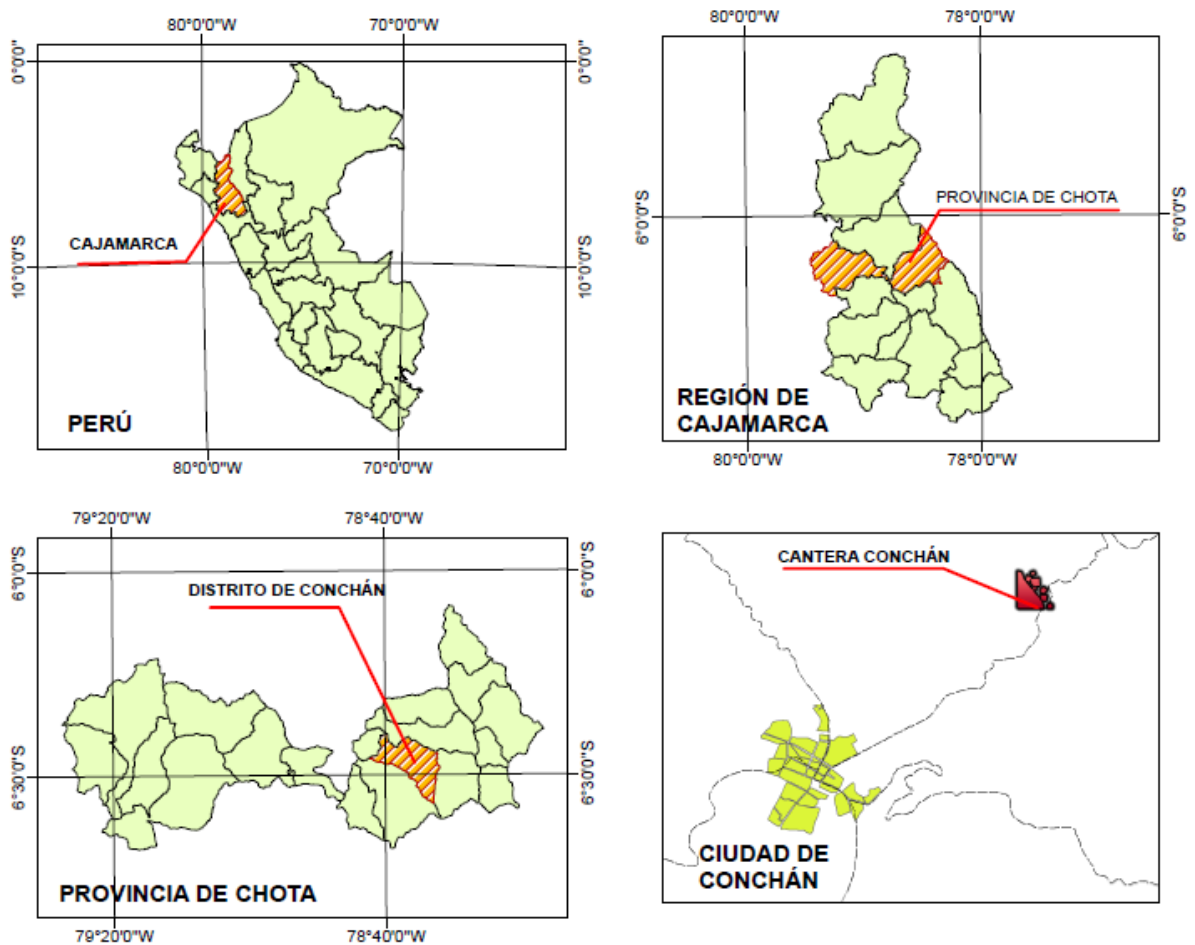 80°0'0"W
70°0'0"W
0°0'0"
0°0'0"
CAJAMARCA
10°0'0"S
10°0'0"S
PERÚ
80°0'0"W
70°0'0"W
80°0'0"W
78°0'0"W
PROVINCIA DE CHOTA
6°0'0"S
6°0'0"S
REGIÓN DE
CAJAMARCA
80°0'0"W
78°0'0"W
79°20'0"W
78°40'0"W
6°0'0"S
6°0'0"S
DISTRITO DE CONCHÁN
6°30'0"S
6°30'0"S
PROVINCIA DE CHOTA
79°20'0"W
78°40'0"W
CANTERA CONCHÁN
CIUDAD DE
CONCHÁN